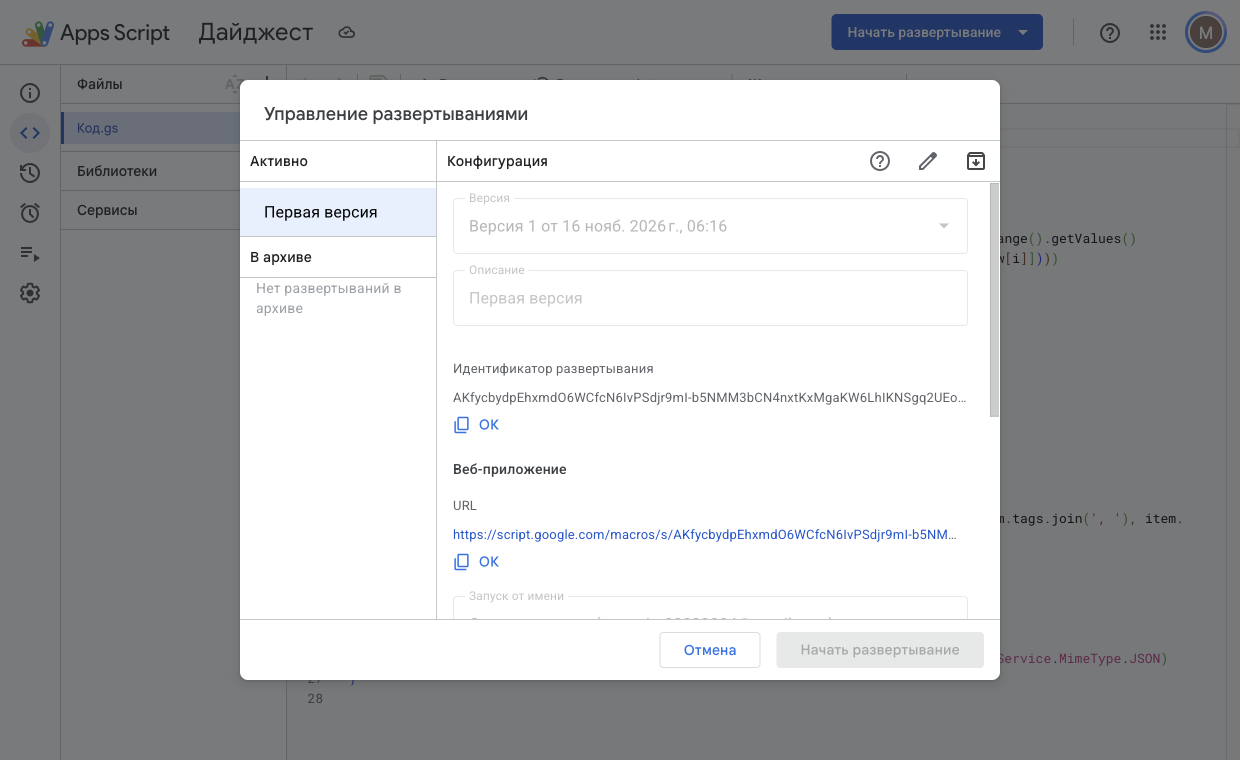 Apps Script
Дайджест
Начать развертывание
M
Файлы
Код.gs
Библиотеки
Сервисы
Управление развертываниями
Активно
Первая версия
В архиве
Нет развертываний в
архиве
Конфигурация
Версия
Версия 1 от 16 нояб. 2026 г., 06:16
Описание
Первая версия
Идентификатор развертывания
AKfycbydpEhxmdO6WCfcN6IvPSdjr9mI-b5NMM3bCN4nxtKxMgaKW6LhIKNSgq2UEo…
ОК
Веб-приложение
URL
https://script.google.com/macros/s/AKfycbydpEhxmdO6WCfcN6IvPSdjr9mI-b5NM…
ОК
Запуск от имени
Отмена
Начать развертывание
ange().getValues()
w[i]])))
m.tags.join(', '), item.
Service.MimeType.JSON)
28